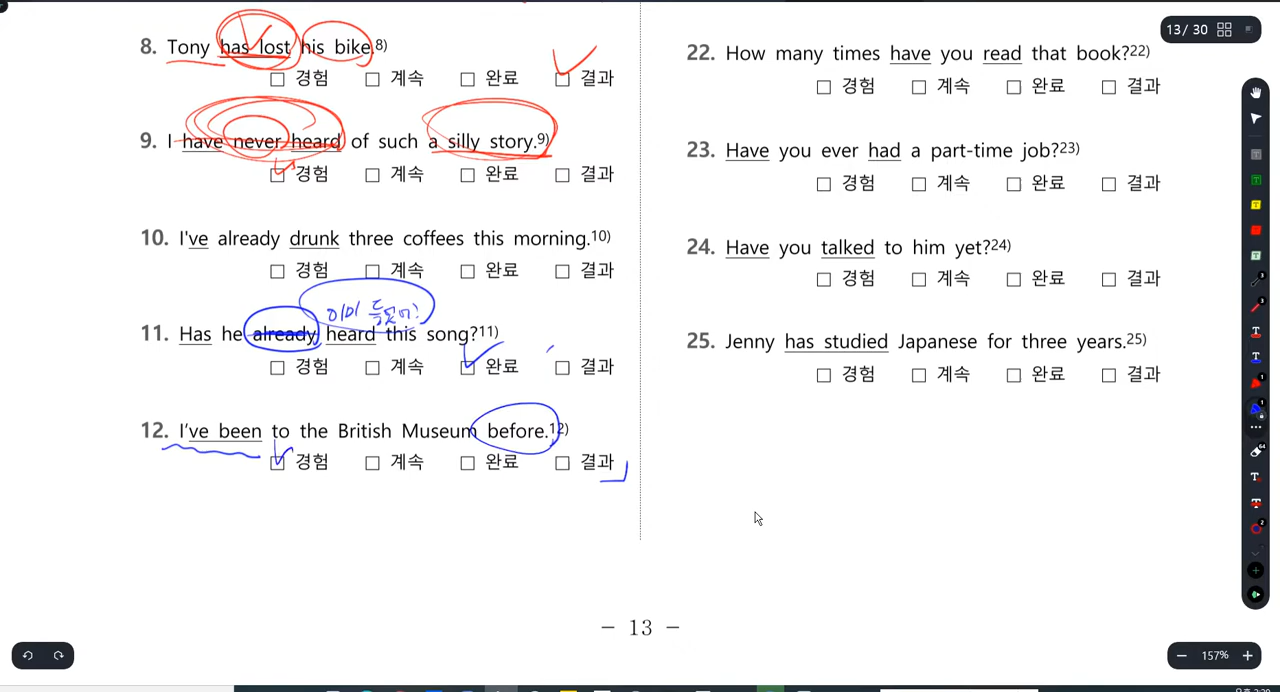 8. Tony has lost his bike.8)
□ 경험 □ 계속 □ 완료 □ 결과
9. I have never heard of such a silly story.9)
□ 경험 □ 계속 □ 완료 □ 결과
10. I've already drunk three coffees this morning.10)
□ 경험 □ 계속 □ 완료 □ 결과
이미
11. Has he already heard this song?11)
□ 경험 □ 계속 □ 완료 □ 결과
12. I've been to the British Museum before.12)
□ 경험 □ 계속 □ 완료 □ 결과
22. How many times have you read that book?22)
□ 경험 □ 계속 □ 완료 □ 결과
23. Have you ever had a part-time job?23)
□ 경험 □ 계속 □ 완료 □ 결과
24. Have you talked to him yet?24)
□ 경험 □ 계속 □ 완료 □ 결과
25. Jenny has studied Japanese for three years.25)
□ 경험 □ 계속 □ 완료 □ 결과
- 13 -
13 / 30
157%